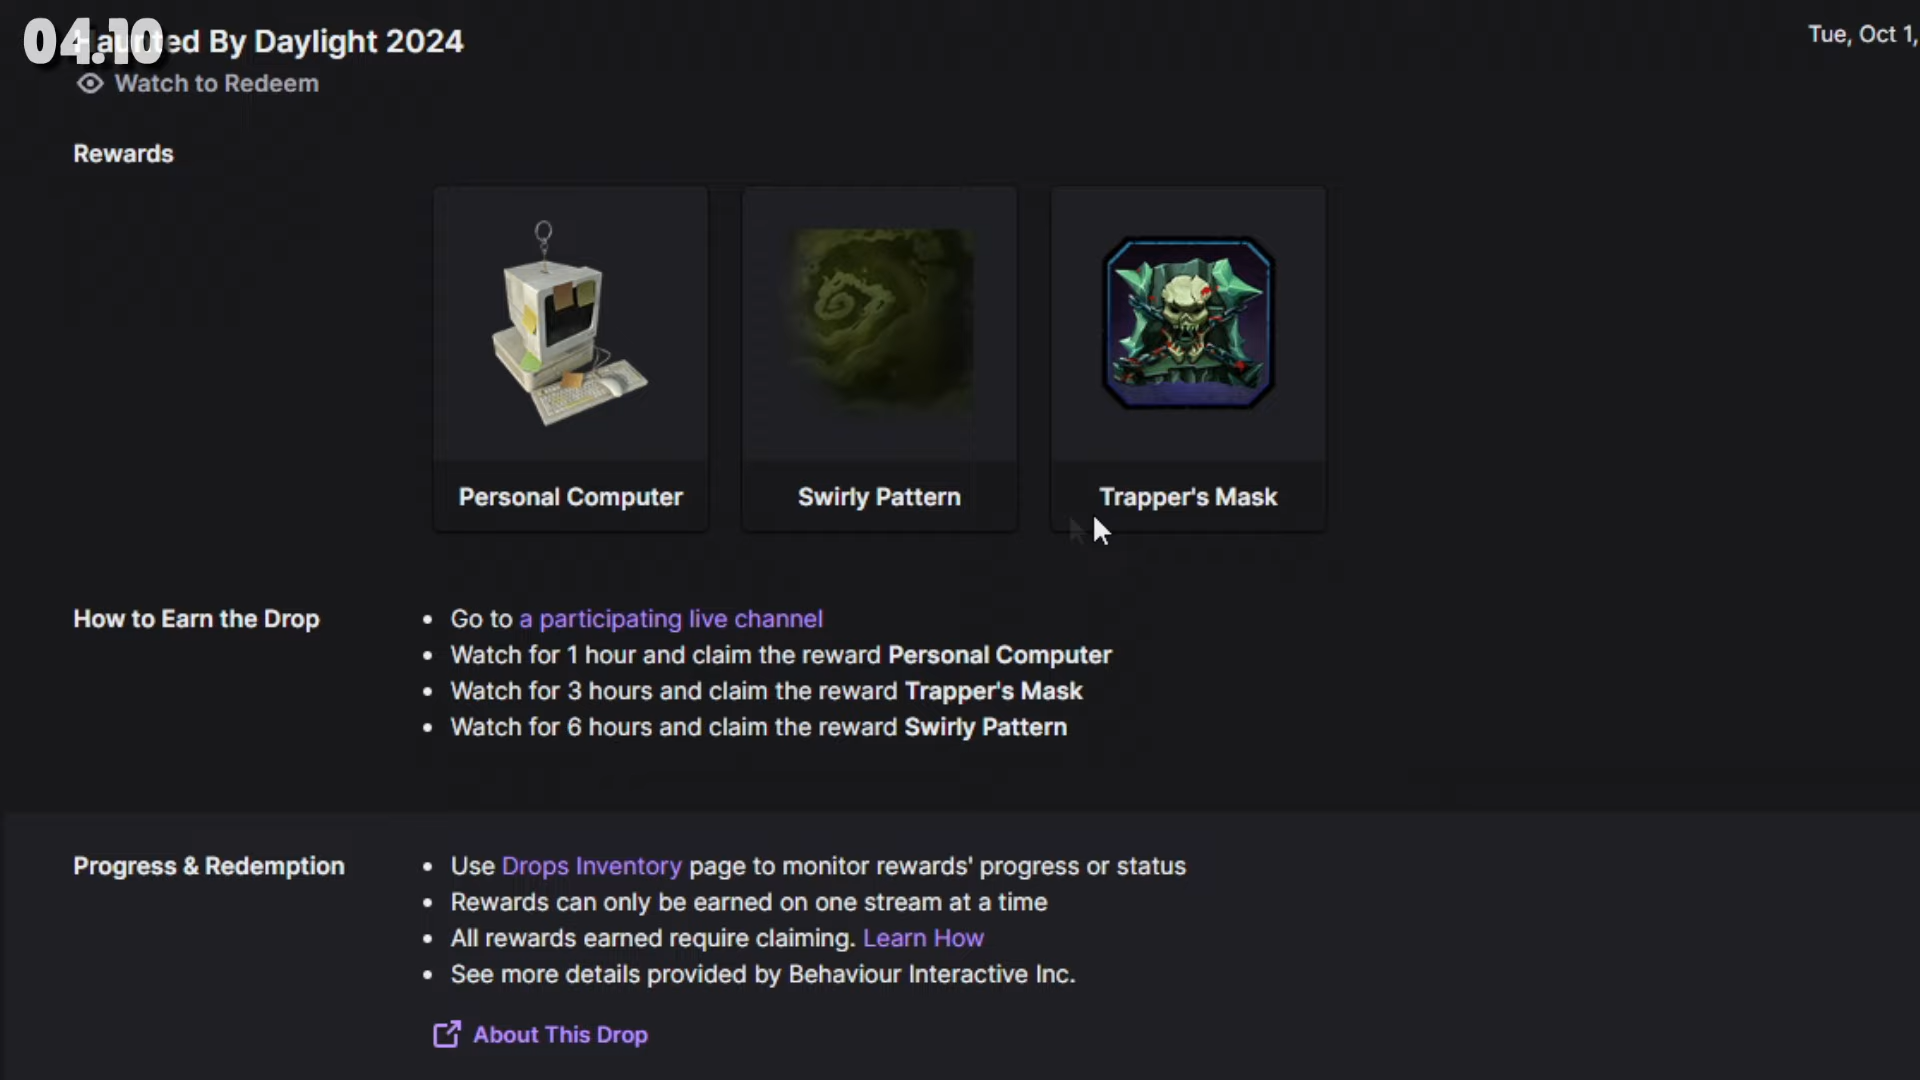 04.10
Haunted By Daylight 2024
Tue, Oct 1,
Watch to Redeem
Rewards
Personal Computer
Swirly Pattern
Trapper's Mask
How to Earn the Drop
Go to a participating live channel
Watch for 1 hour and claim the reward Personal Computer
Watch for 3 hours and claim the reward Trapper's Mask
Watch for 6 hours and claim the reward Swirly Pattern
Progress & Redemption
Use Drops Inventory page to monitor rewards' progress or status
Rewards can only be earned on one stream at a time
All rewards earned require claiming. Learn How
See more details provided by Behaviour Interactive Inc.
About This Drop